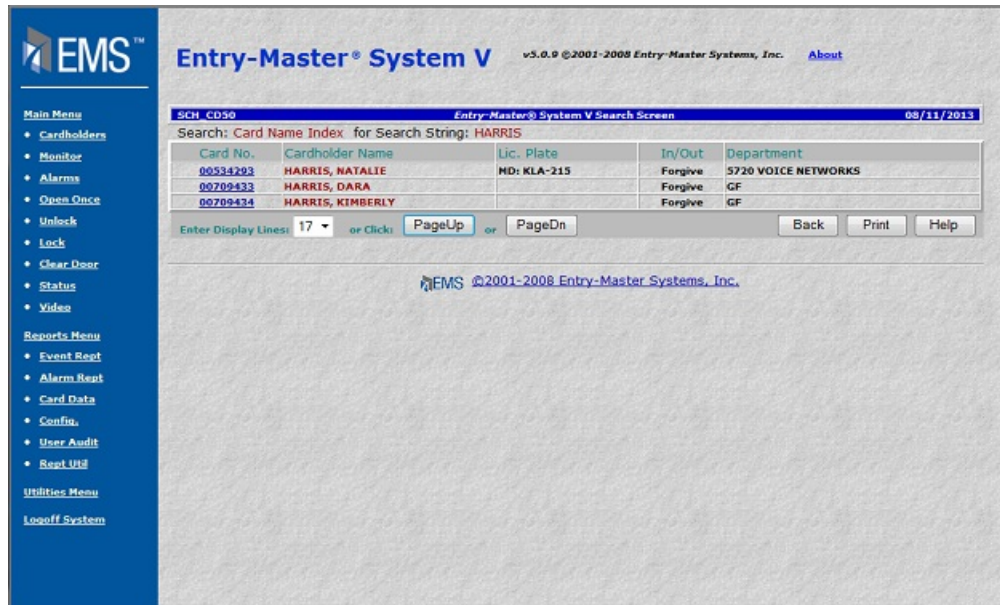 EMS™
Entry-Master® System V v5.0.9 ©2001-2008 Entry-Master Systems, Inc. About
Main Menu
Cardholders
Monitor
Alarms
Open Once
Unlock
Lock
Clear Door
Status
Video
Reports Menu
Event Rept
Alarm Rept
Card Data
Config.
User Audit
Rept Util
Utilities Menu
Logoff System
SCH_CD50 Entry-Master® System V Search Screen 08/11/2013
Search: Card Name Index for Search String: HARRIS
Card No. Cardholder Name Lic. Plate In/Out Department
00534293 HARRIS, NATALIE MD: KLA-215 Forgive 5720 VOICE NETWORKS
00709433 HARRIS, DARA Forgive GF
00709434 HARRIS, KIMBERLY Forgive GF
Enter Display Lines: 17 or Click: PageUp or PageDn Back Print Help
EMS ©2001-2008 Entry-Master Systems, Inc.